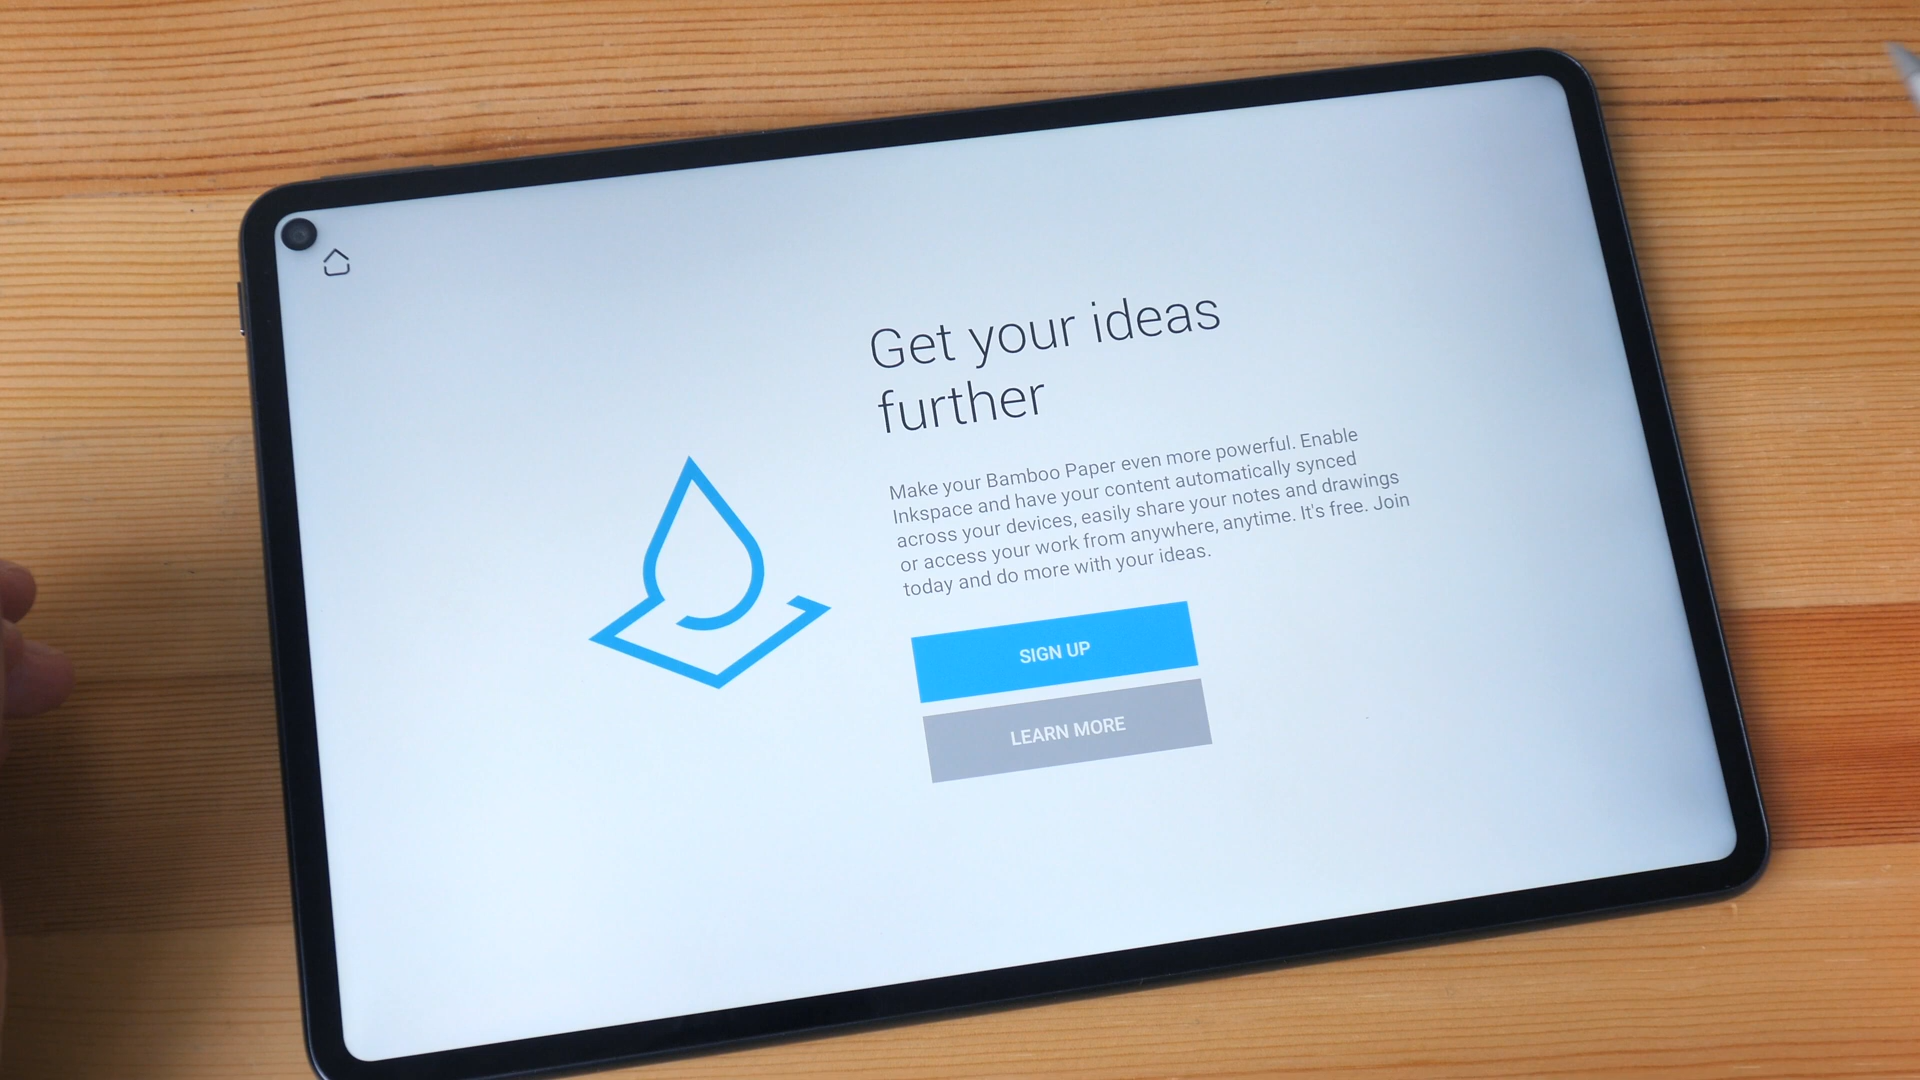 Get your ideas
further
Make your Bamboo Paper even more powerful. Enable
Inkspace and have your content automatically synced
across your devices, easily share your notes and drawings
or access your work from anywhere, anytime. It's free. Join
today and do more with your ideas.
SIGN UP
LEARN MORE